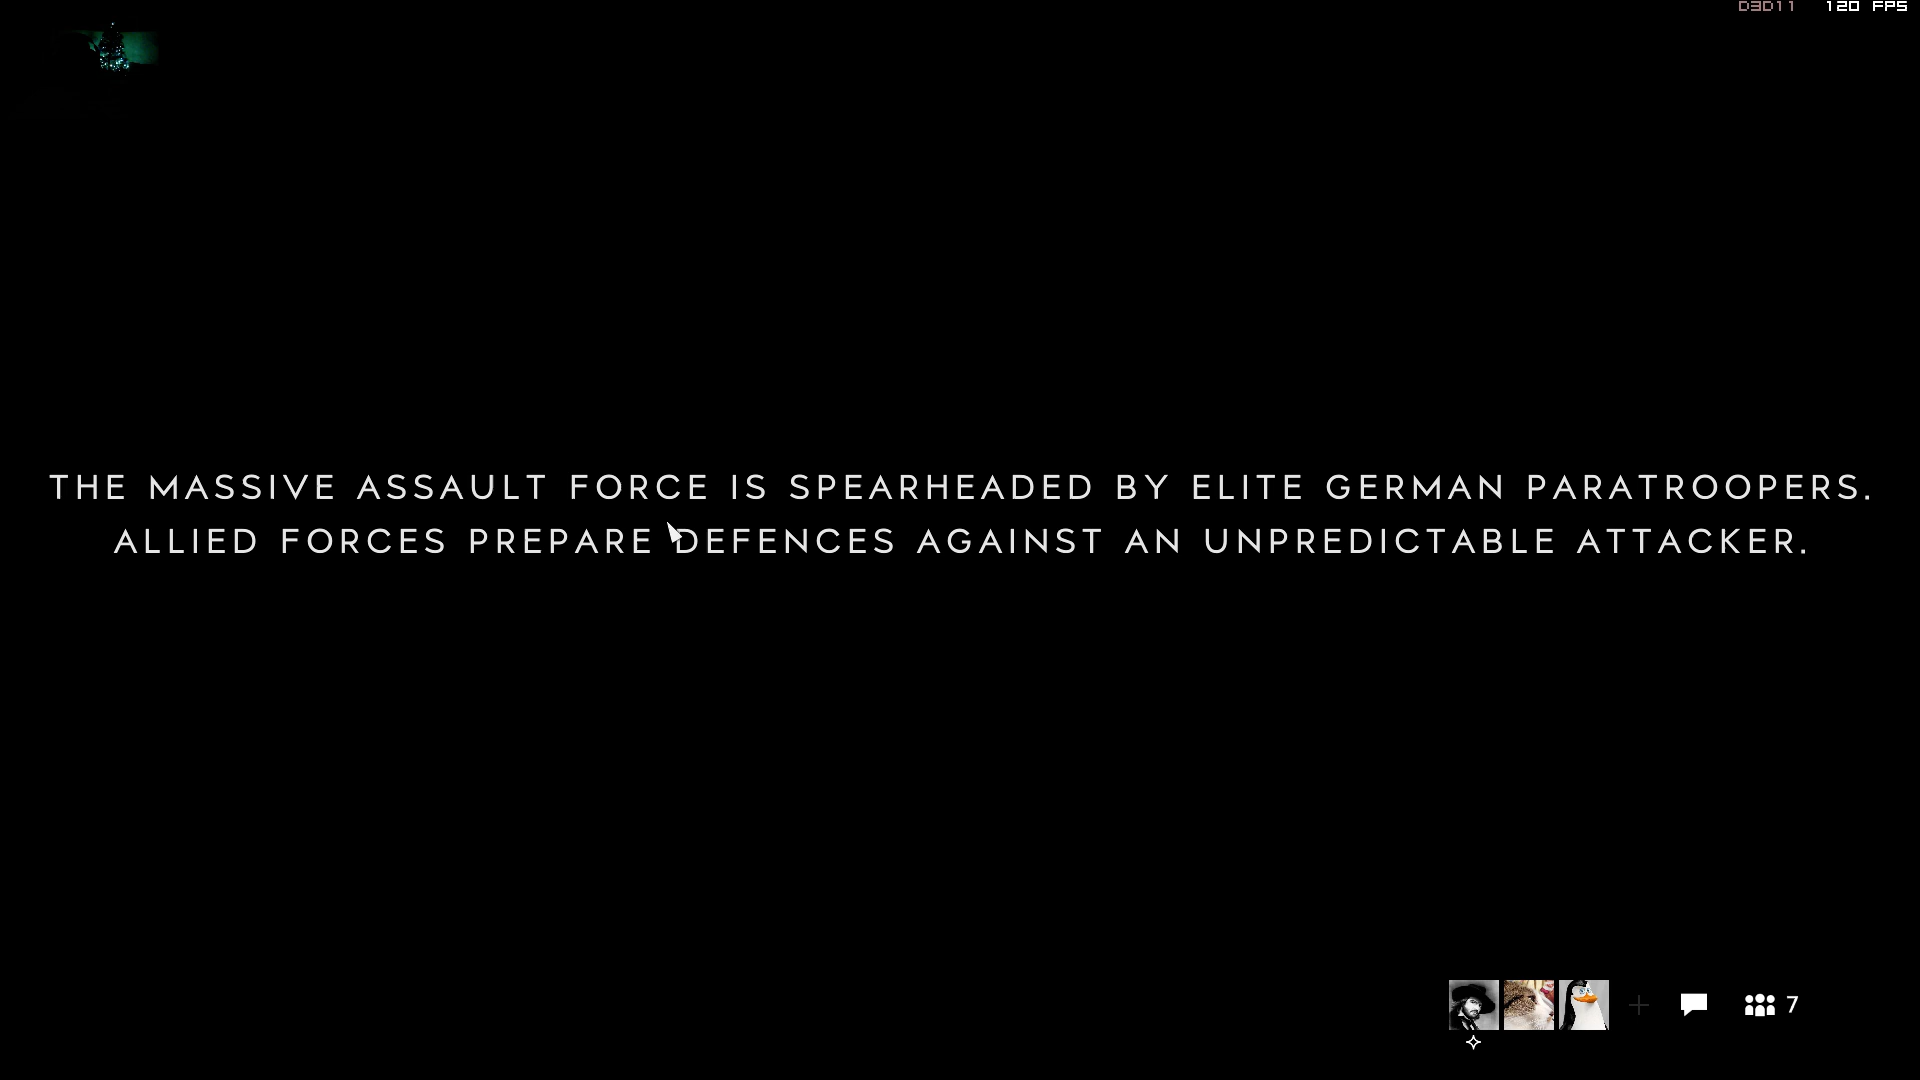 D3D11 120 FPS
THE MASSIVE ASSAULT FORCE IS SPEARHEADED BY ELITE GERMAN PARATROOPERS.
ALLIED FORCES PREPARE DEFENCES AGAINST AN UNPREDICTABLE ATTACKER.
7